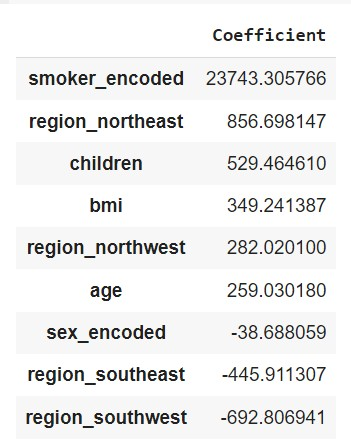 Coefficient
smoker_encoded 23743.305766
region_northeast 856.698147
children 529.464610
bmi 349.241387
region_northwest 282.020100
age 259.030180
sex_encoded -38.688059
region_southeast -445.911307
region_southwest -692.806941